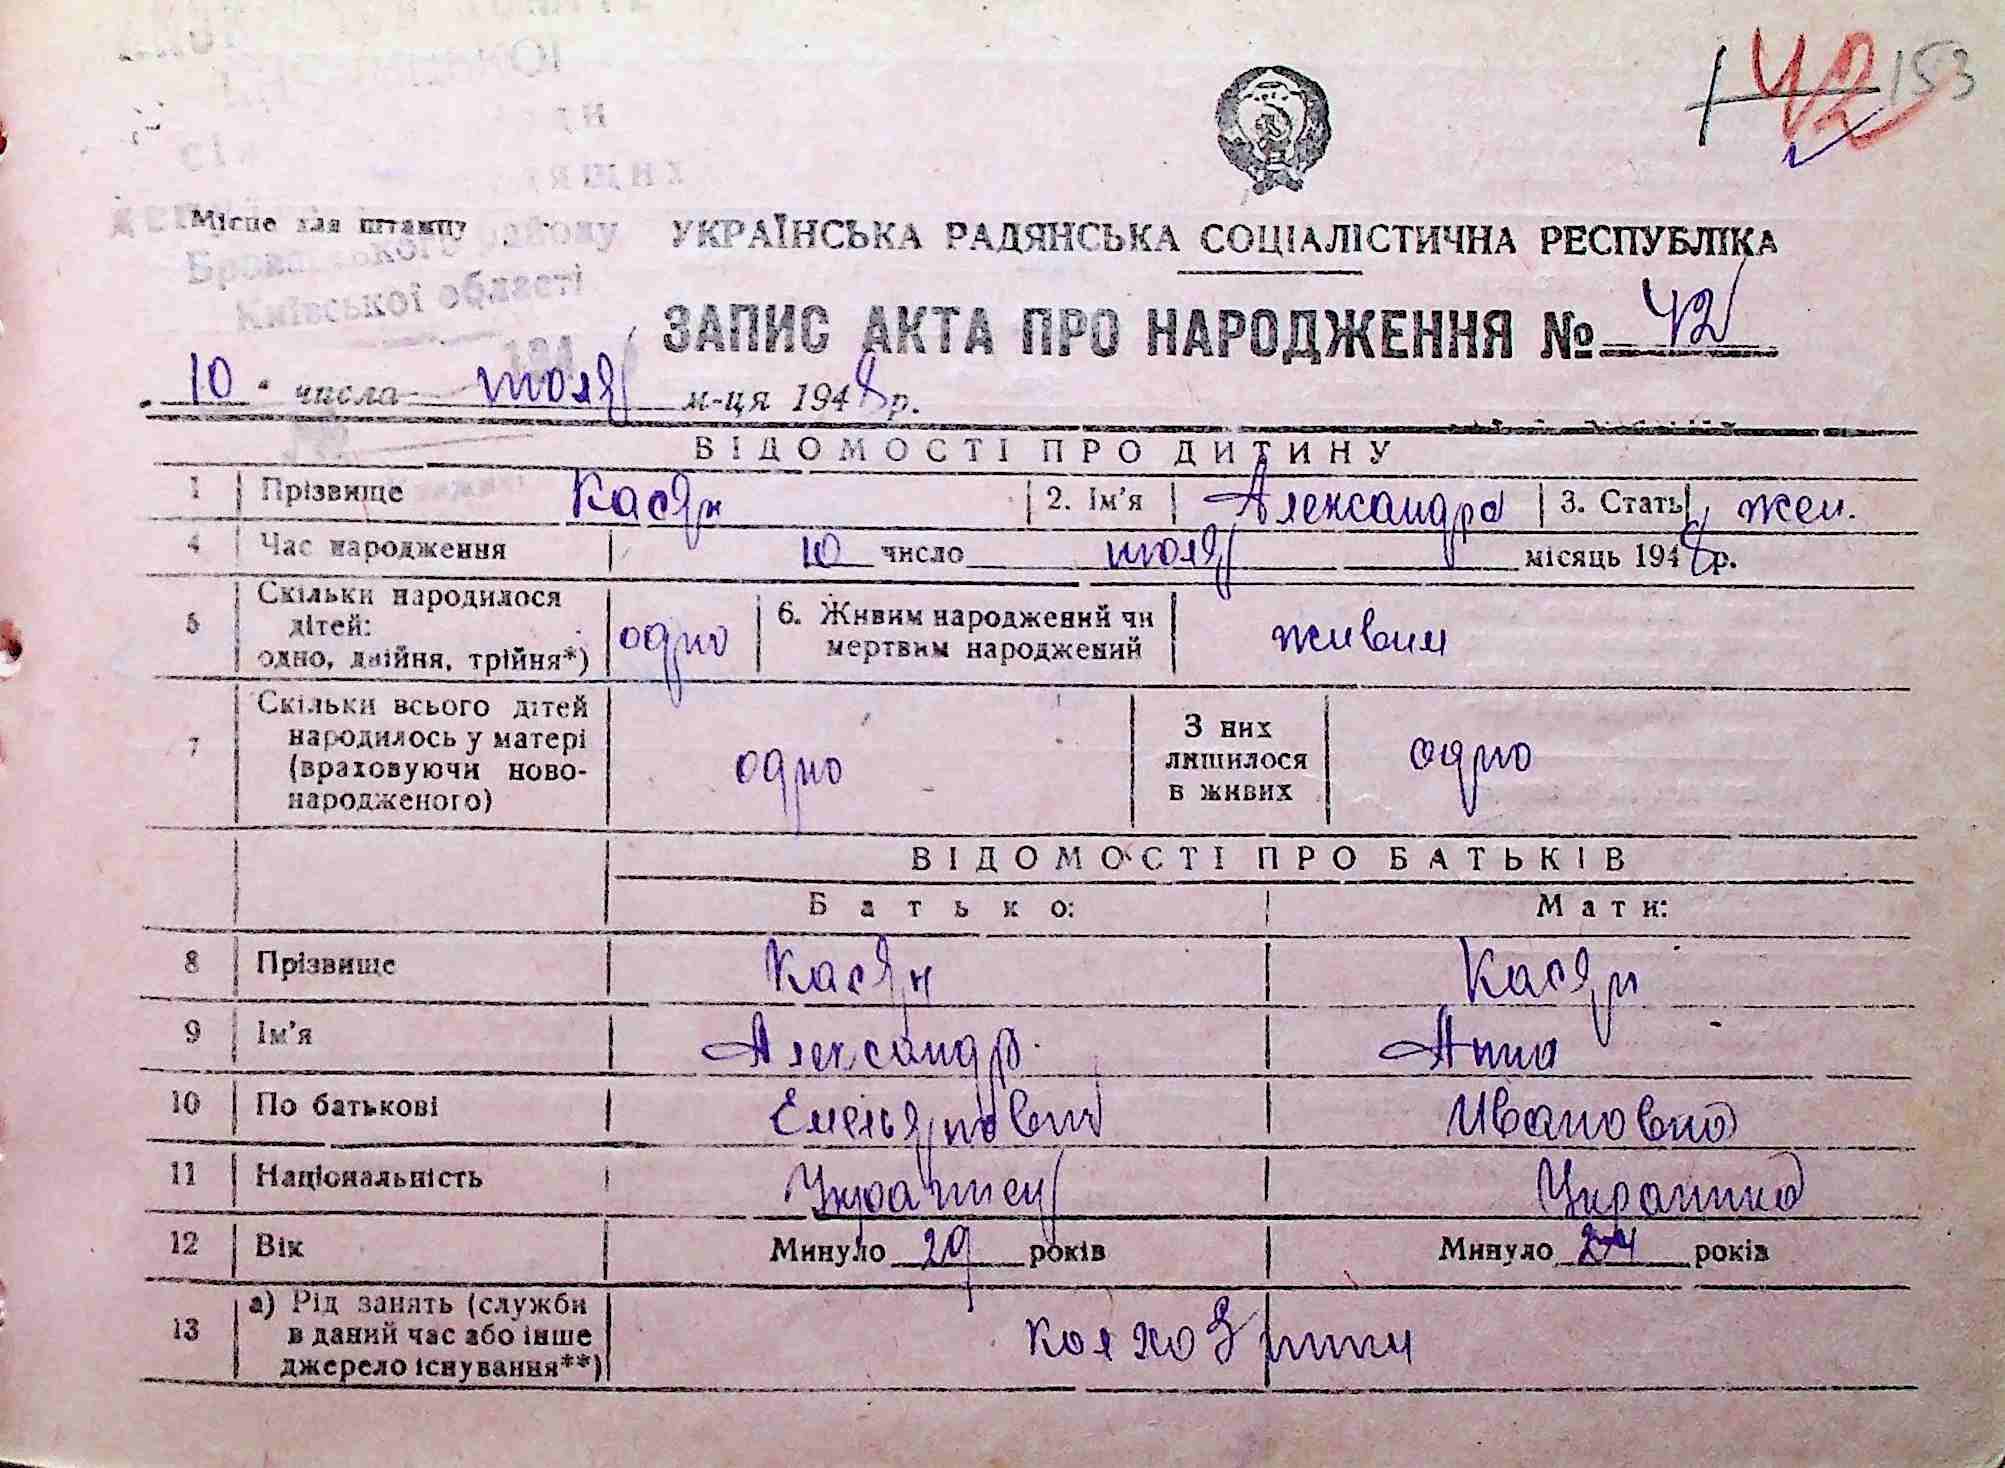 42 153
Місце для штампу
району
Київської області
УКРАЇНСЬКА РАДЯНСЬКА СОЦІАЛІСТИЧНА РЕСПУБЛІКА
ЗАПИС АКТА ПРО НАРОДЖЕННЯ № 42
10 числа июля м-ця 1948 р.
ВІДОМОСТІ ПРО ДИТИНУ
1 Прізвище Касян 2. Ім'я Александра 3. Стать жен.
4 Час народження 10 число июля місяць 1948 р.
5 Скільки народилося дітей: одно, двійня, трійня*) одно 6. Живим народжений чи мертвим народжений живим
7 Скільки всього дітей народилось у матері (враховуючи ново-народженого) одно З них лишилося в живих одно
ВІДОМОСТІ ПРО БАТЬКІВ
Батько: Мати:
8 Прізвище Касян Касян
9 Ім'я Александр Анна
10 По батькові Емельянович Ивановна
11 Національність Украинец Украинка
12 Вік Минуло 29 років Минуло 24 років
13 а) Рід занять (служби в даний час або інше джерело існування**) колхозники